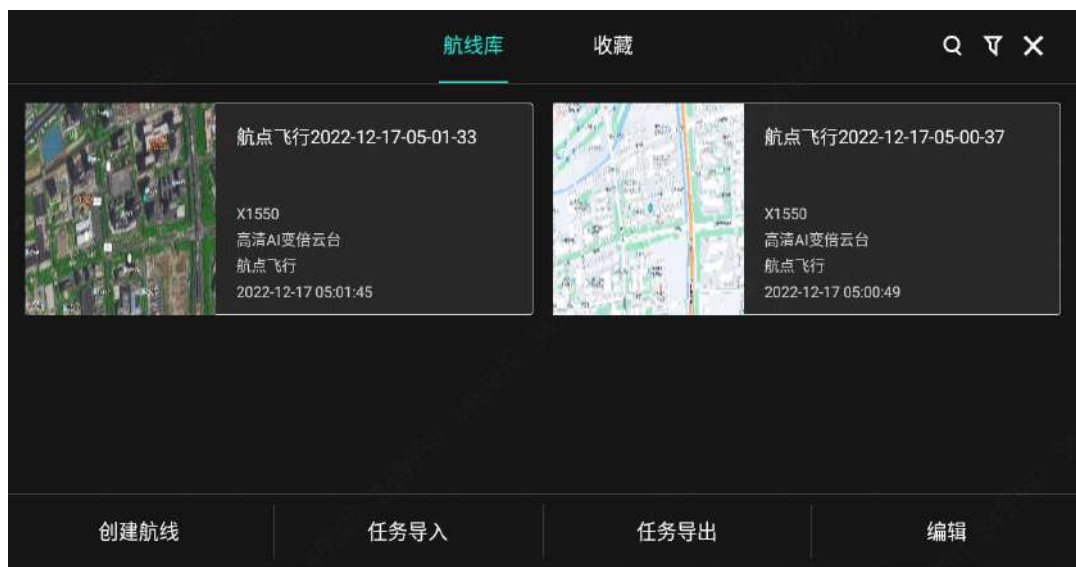 航线库
收藏
航点飞行2022-12-17-05-01-33
X1550
高清AI变倍云台
航点飞行
2022-12-17 05:01:45
航点飞行2022-12-17-05-00-37
X1550
高清AI变倍云台
航点飞行
2022-12-17 05:00:49
创建航线
任务导入
任务导出
编辑